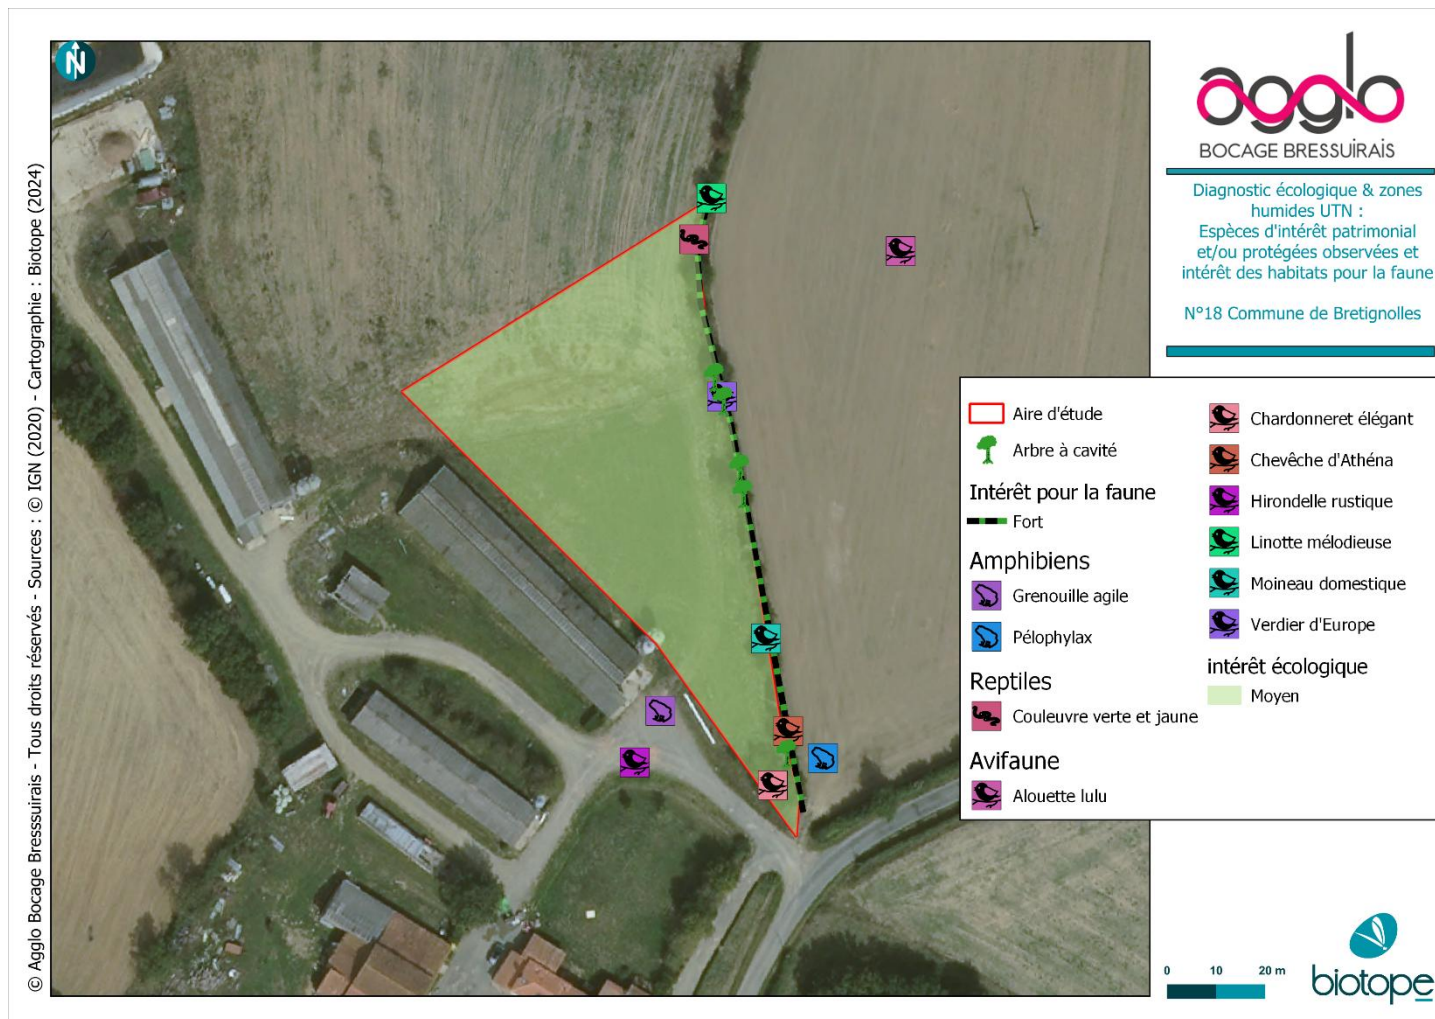 N
© Agglo Bocage Bresssuirais - Tous droits réservés - Sources : © IGN (2020) - Cartographie : Biotope (2024)
agglo
BOCAGE BRESSUIRAIS
Diagnostic écologique & zones
humides UTN :
Espèces d'intérêt patrimonial
et/ou protégées observées et
intérêt des habitats pour la faune
N°18 Commune de Bretignolles
Aire d'étude
Arbre à cavité
Intérêt pour la faune
Fort
Amphibiens
Grenouille agile
Pélophylax
Reptiles
Couleuvre verte et jaune
Avifaune
Alouette lulu
Chardonneret élégant
Chevêche d'Athéna
Hirondelle rustique
Linotte mélodieuse
Moineau domestique
Verdier d'Europe
intérêt écologique
Moyen
0 10 20 m
biotope